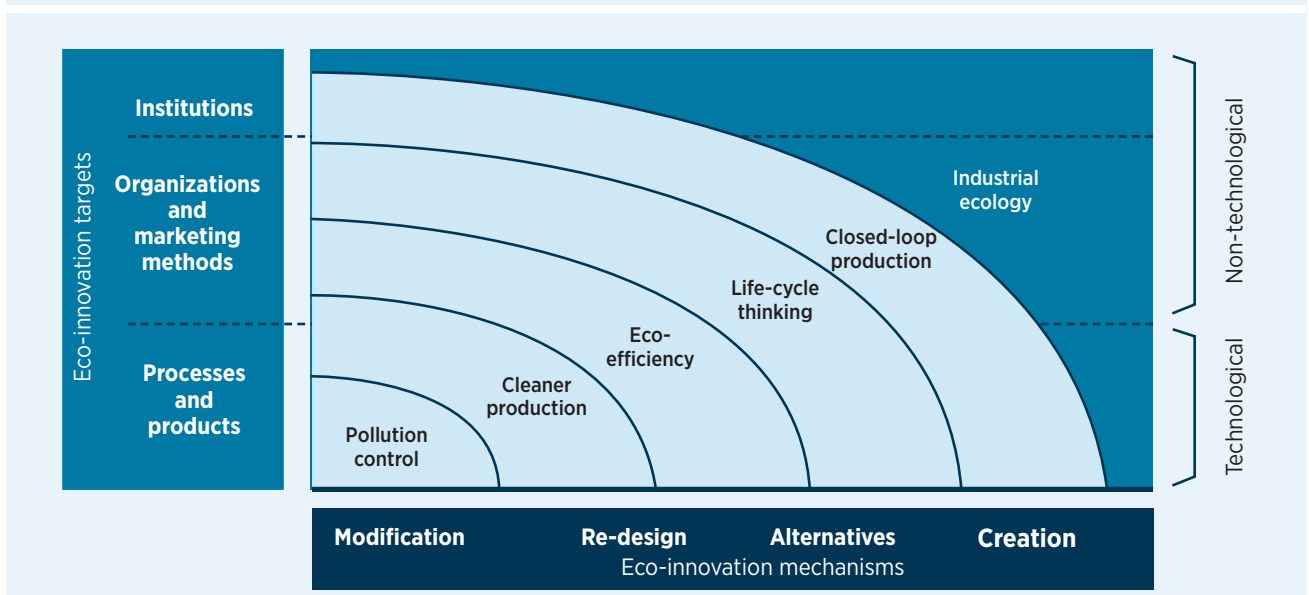 Eco-innovation targets
Institutions
Organizations
and
marketing
methods
Processes
and
products
Pollution
control
Cleaner
production
Eco-
efficiency
Life-cycle
thinking
Closed-loop
production
Industrial
ecology
Non-technological
Technological
Modification
Re-design
Alternatives
Creation
Eco-innovation mechanisms